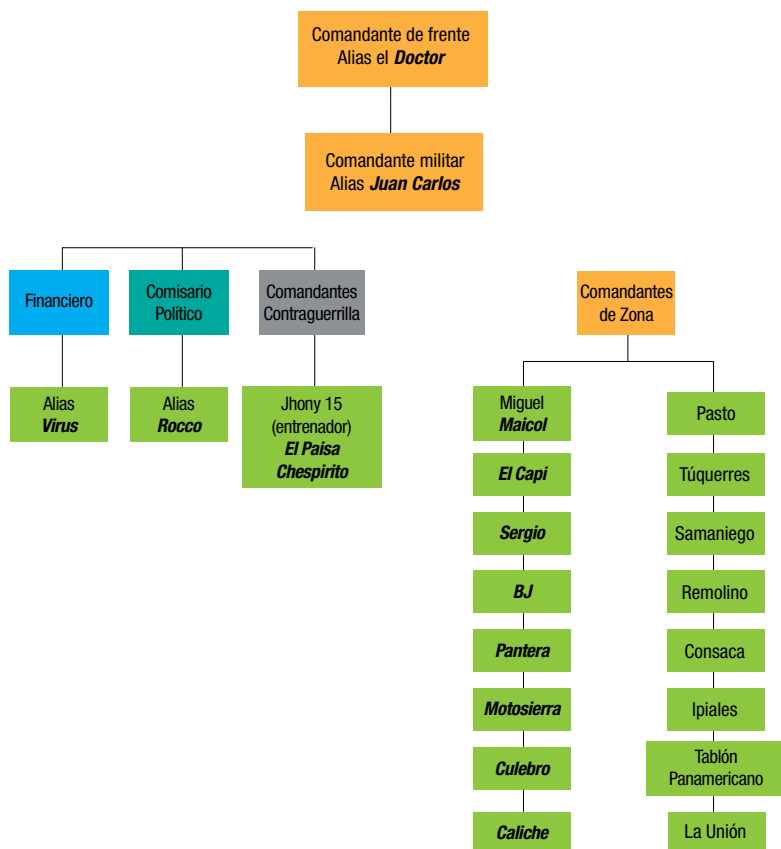 Comandante de frente
Alias el Doctor
Comandante militar
Alias Juan Carlos
Financiero
Comisario
Político
Comandantes
Contraguerrilla
Comandantes
de Zona
Alias
Virus
Alias
Rocco
Jhony 15
(entrenador)
El Paisa
Chespirito
Miguel
Maicol
Pasto
El Capi
Túquerres
Sergio
Samaniego
BJ
Remolino
Pantera
Consaca
Motosierra
Ipiales
Culebro
Tablón
Panamericano
Caliche
La Unión